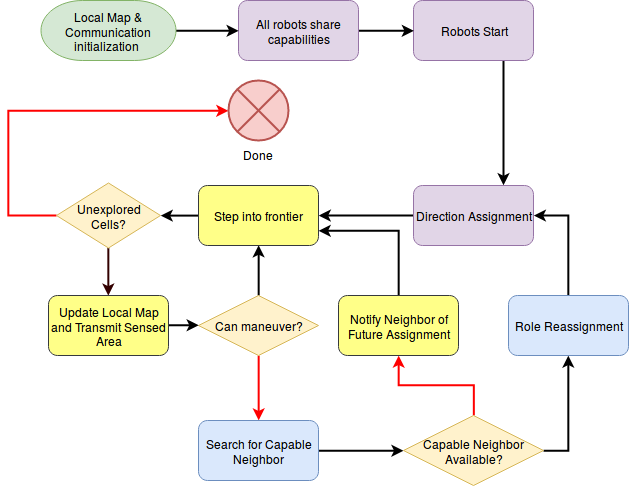 Local Map &
Communication
initialization
All robots share
capabilities
Robots Start
Done
Unexplored
Cells?
Step into frontier
Direction Assignment
Update Local Map
and Transmit Sensed
Area
Can maneuver?
Notify Neighbor of
Future Assignment
Role Reassignment
Search for Capable
Neighbor
Capable Neighbor
Available?